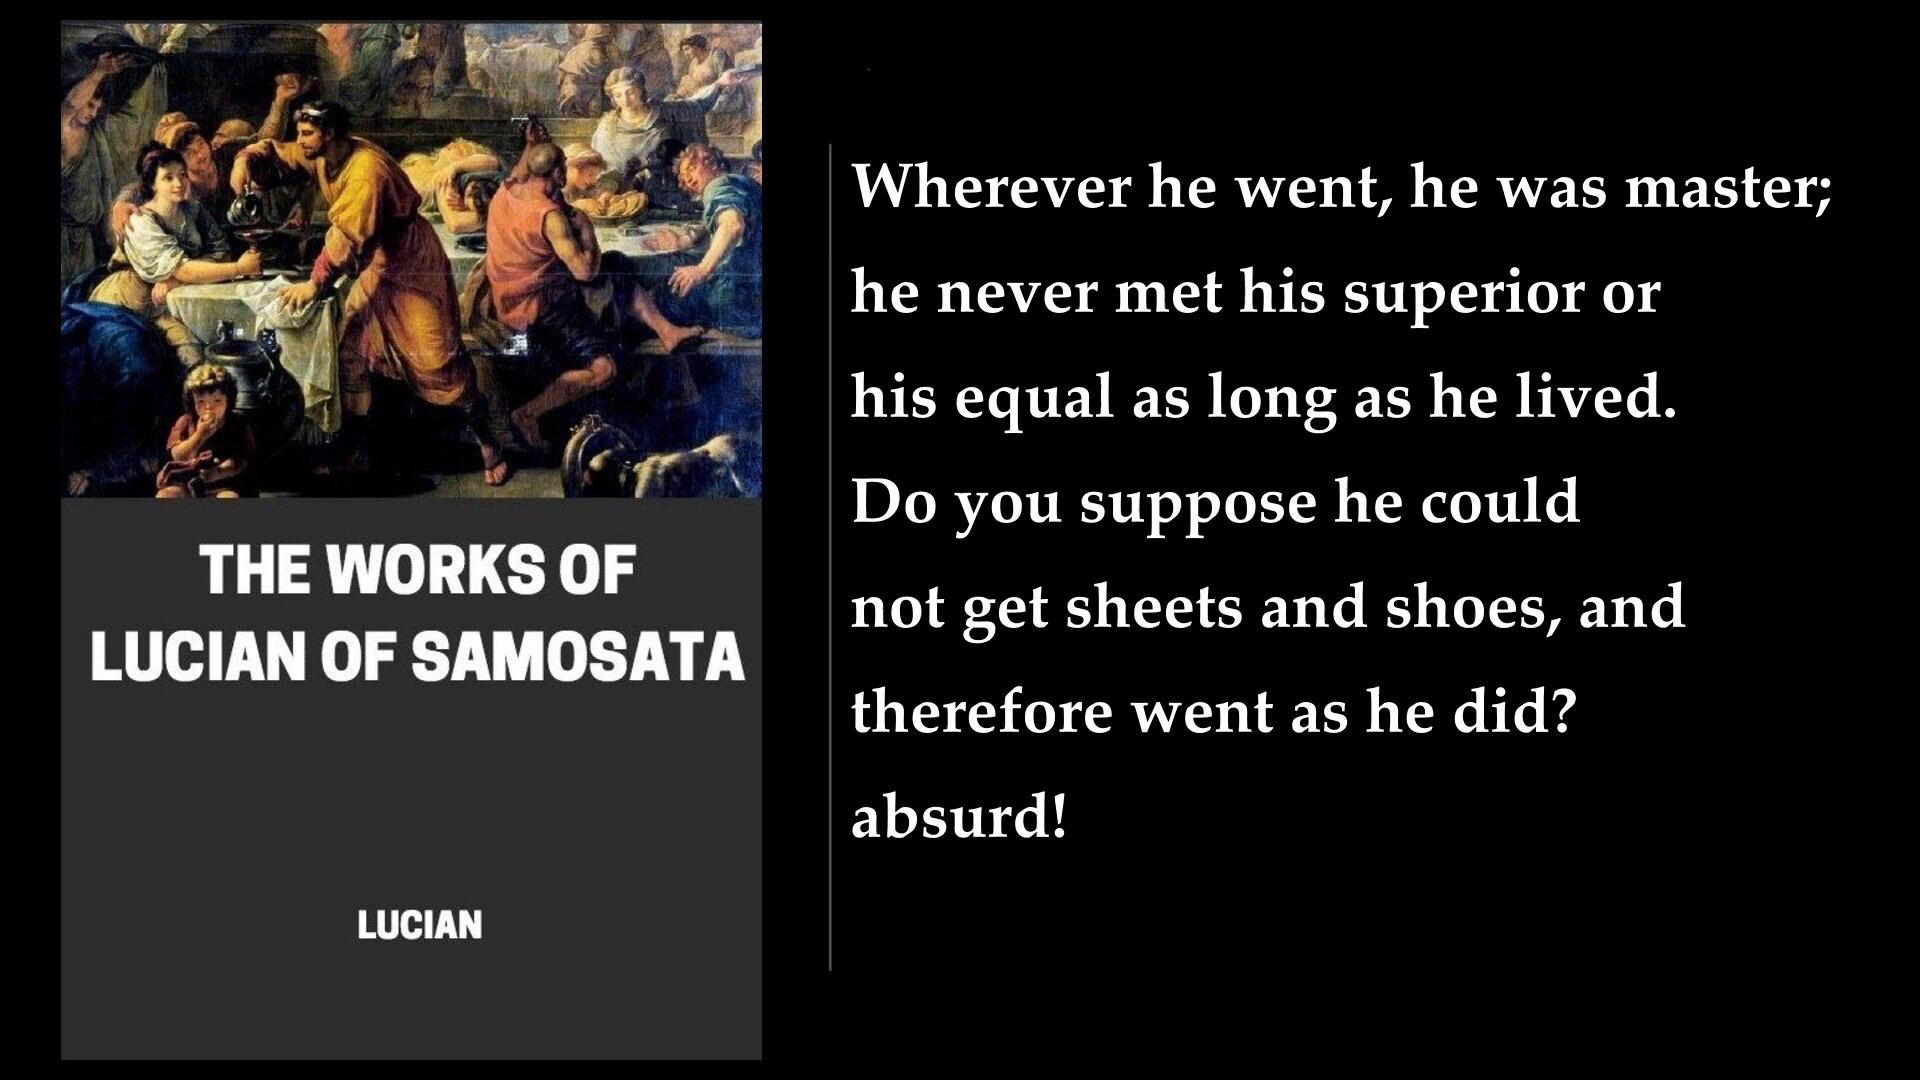 THE WORKS OF
LUCIAN OF SAMOSATA
LUCIAN
Wherever he went, he was master;
he never met his superior or
his equal as long as he lived.
Do you suppose he could
not get sheets and shoes, and
therefore went as he did?
absurd!